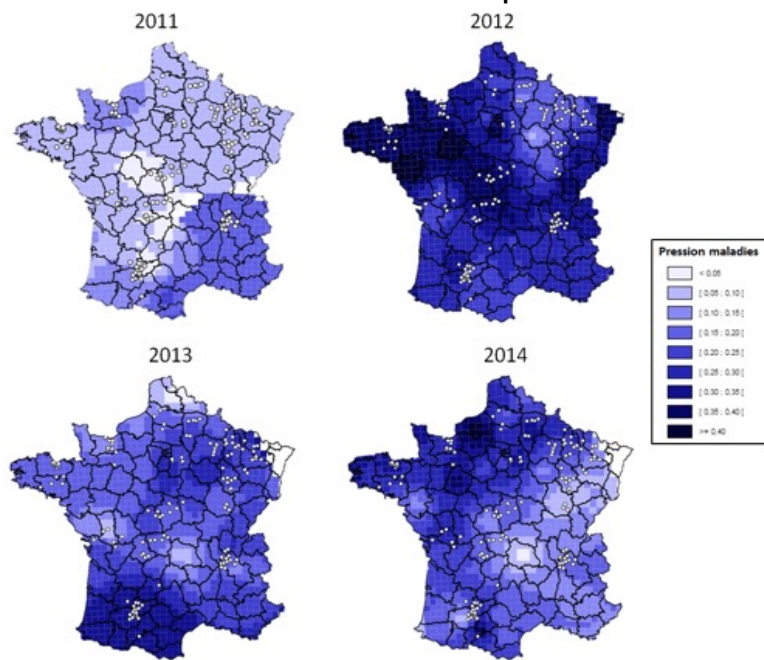 2011
2012
Pression maladies
< 0,05
[ 0,05 ; 0,10 [
[ 0,10 ; 0,15 [
[ 0,15 ; 0,20 [
[ 0,20 ; 0,25 [
[ 0,25 ; 0,30 [
[ 0,30 ; 0,35 [
[ 0,35 ; 0,40 [
>= 0,40
2013
2014